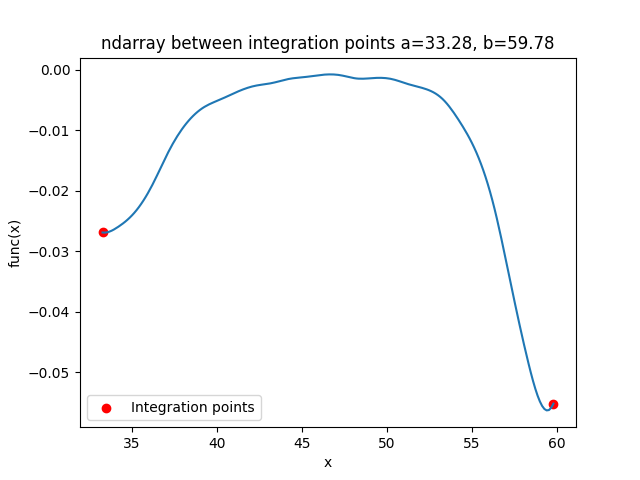 ndarray between integration points a=33.28, b=59.78
0.00
−0.01
−0.02
−0.03
−0.04
−0.05
func(x)
Integration points
35 40 45 50 55 60
x